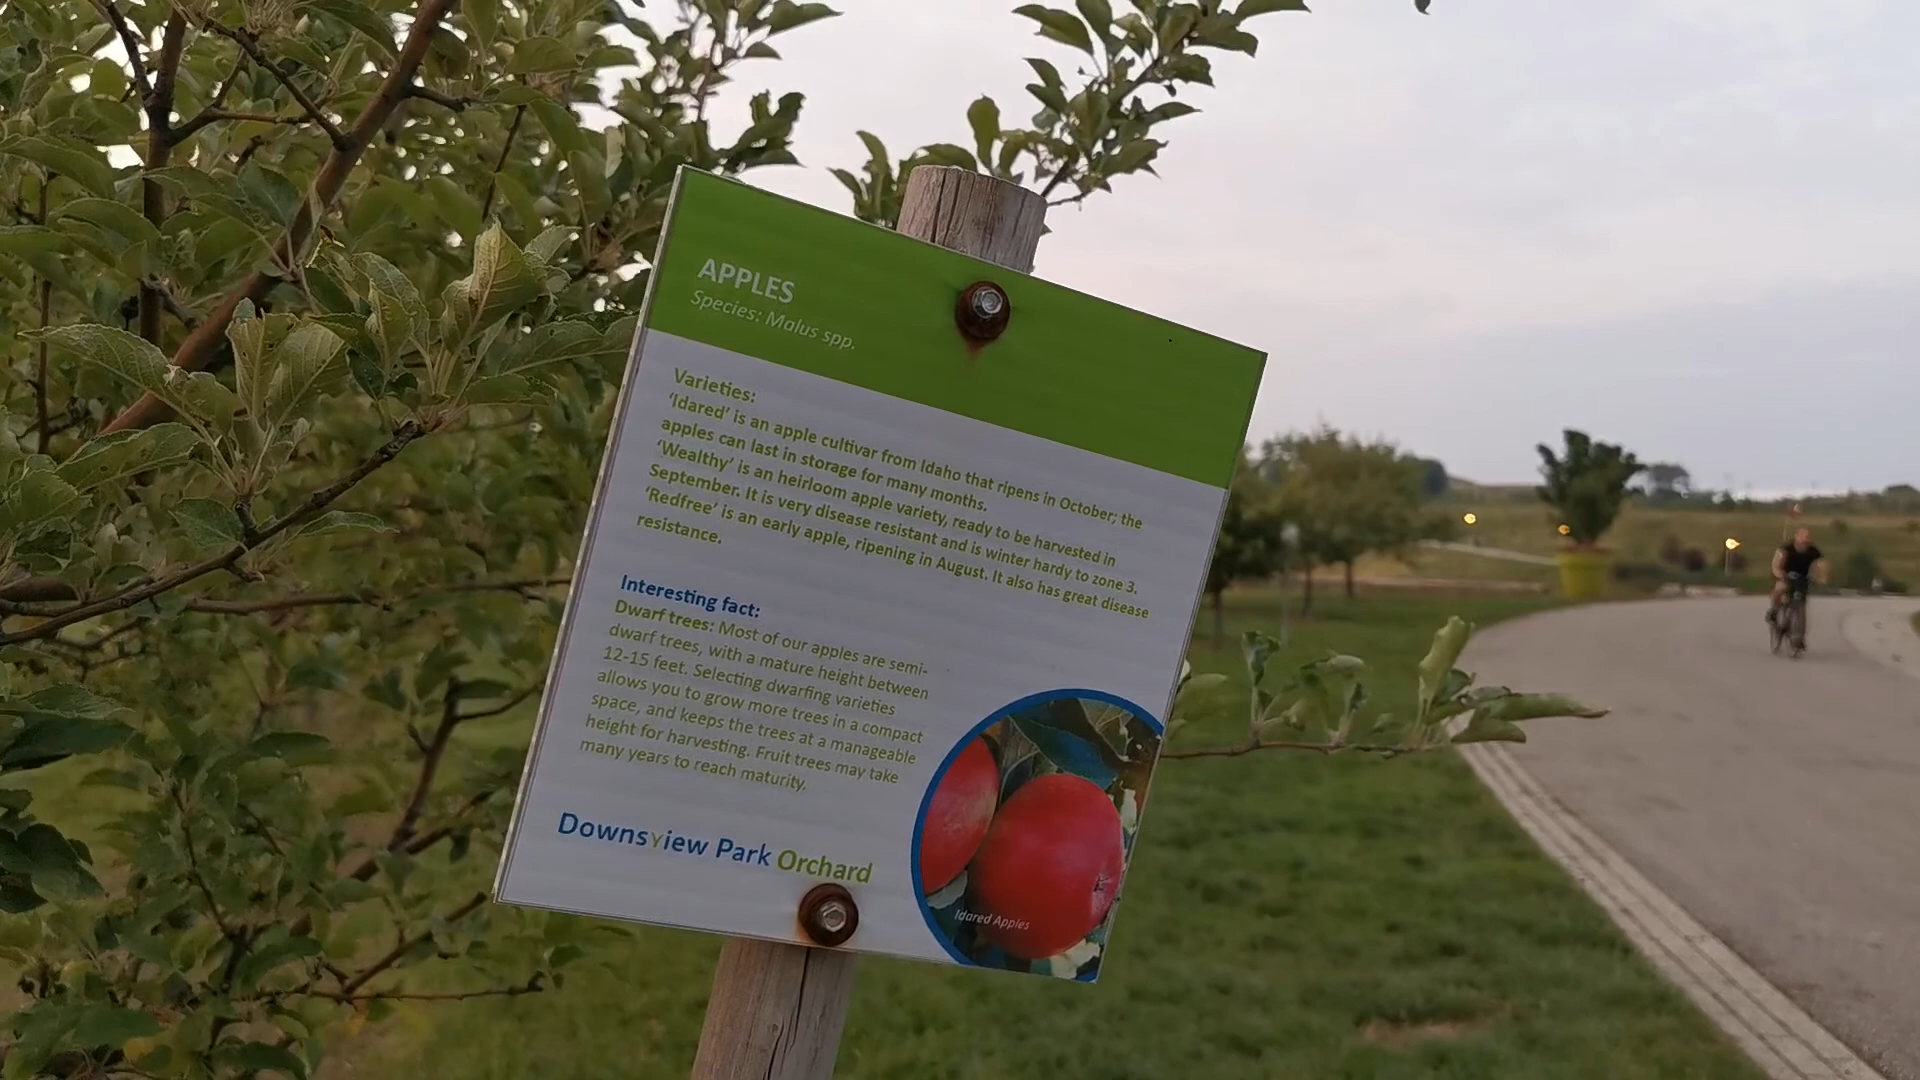 APPLES
Species: Malus spp.
Varieties:
‘Idared’ is an apple cultivar from Idaho that ripens in October; the
apples can last in storage for many months.
‘Wealthy’ is an heirloom apple variety, ready to be harvested in
September. It is very disease resistant and is winter hardy to zone 3.
‘Redfree’ is an early apple, ripening in August. It also has great disease
resistance.
Interesting fact:
Dwarf trees: Most of our apples are semi-
dwarf trees, with a mature height between
12-15 feet. Selecting dwarfing varieties
allows you to grow more trees in a compact
space, and keeps the trees at a manageable
height for harvesting. Fruit trees may take
many years to reach maturity.
Downsview Park Orchard
Idared Apples